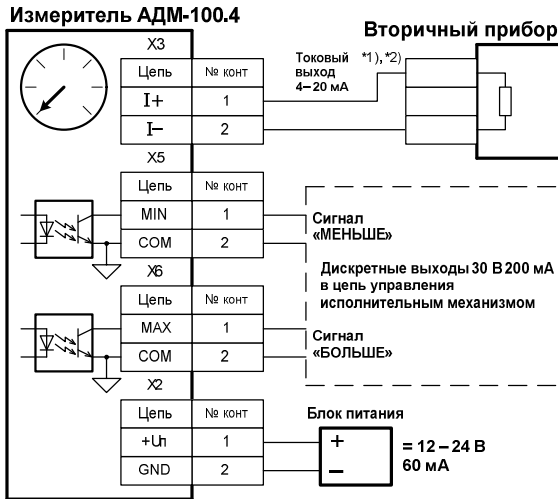 Измеритель АДМ-100.4
Вторичный прибор
X3
Цепь № конт
I+ 1
I− 2
Токовый *1), *2)
выход
4–20 мА
X5
Цепь № конт
MIN 1
COM 2
Сигнал
«МЕНЬШЕ»
Дискретные выходы 30 В 200 мА
в цепь управления
исполнительным механизмом
X6
Цепь № конт
MAX 1
COM 2
Сигнал
«БОЛЬШЕ»
X2
Цепь № конт
+Uп 1
GND 2
Блок питания
+
−
= 12 – 24 В
60 мА